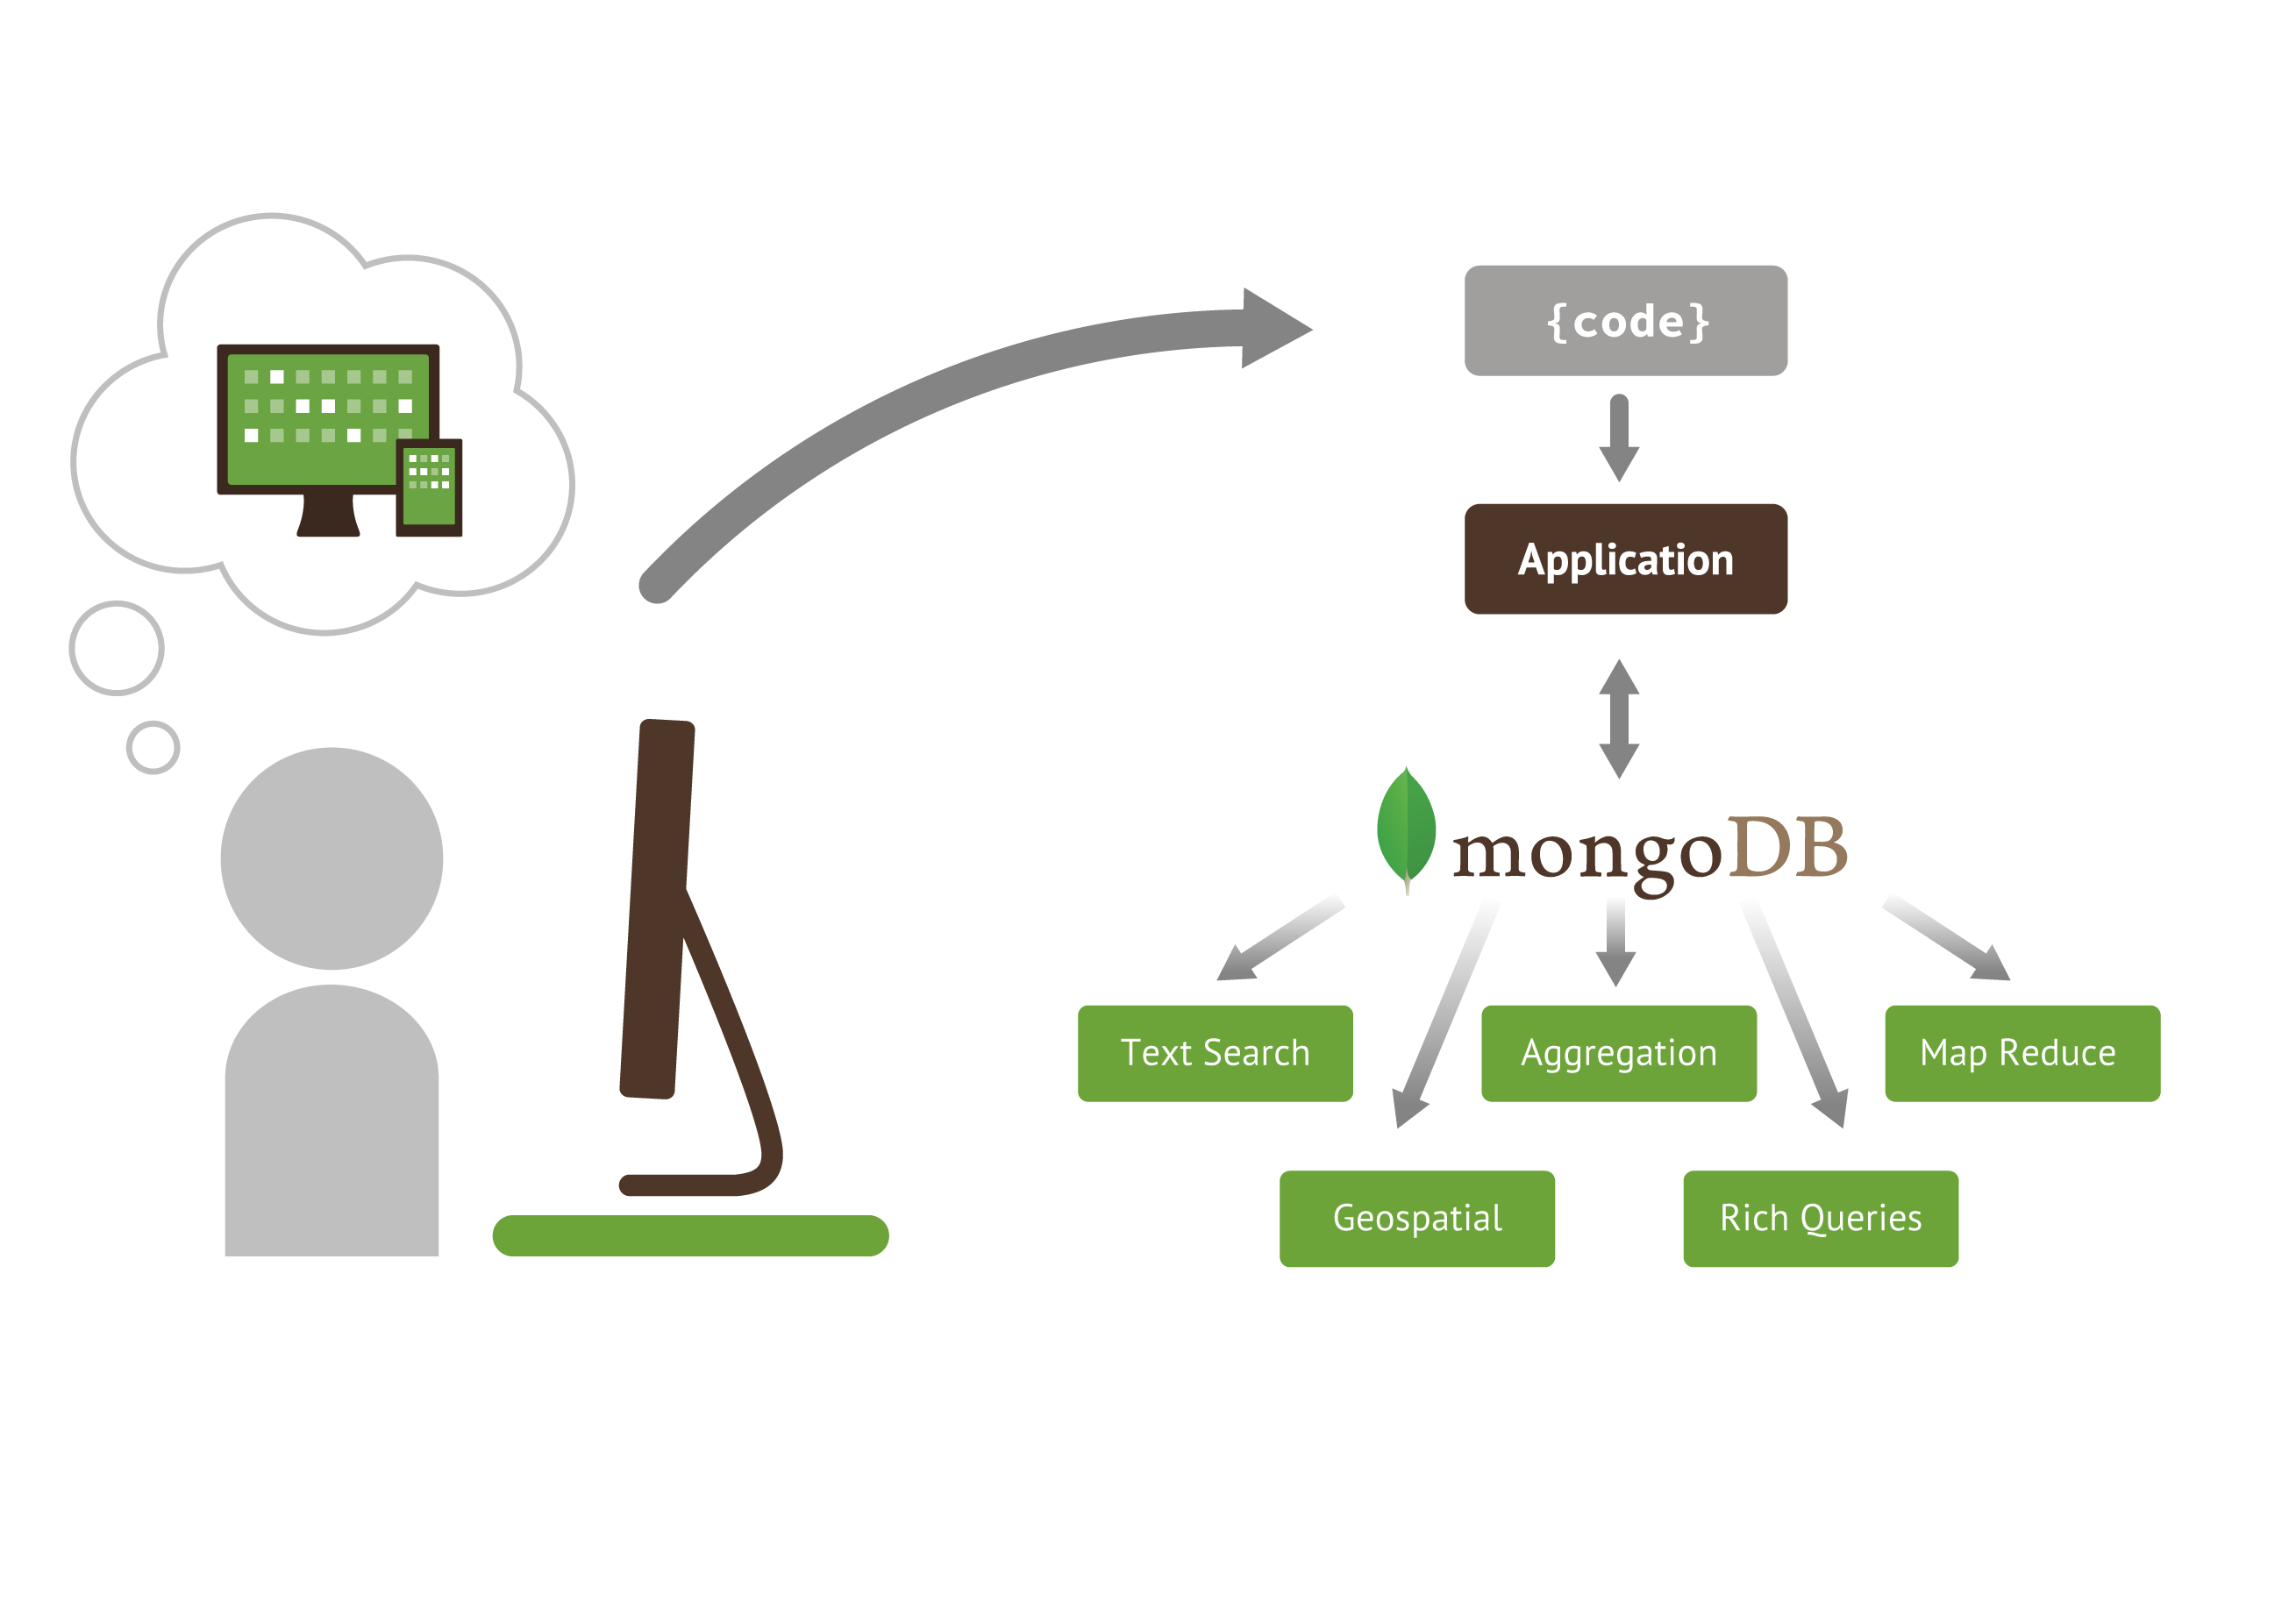 {code}
Application
mongoDB
Text Search
Aggregation
Map Reduce
Geospatial
Rich Queries